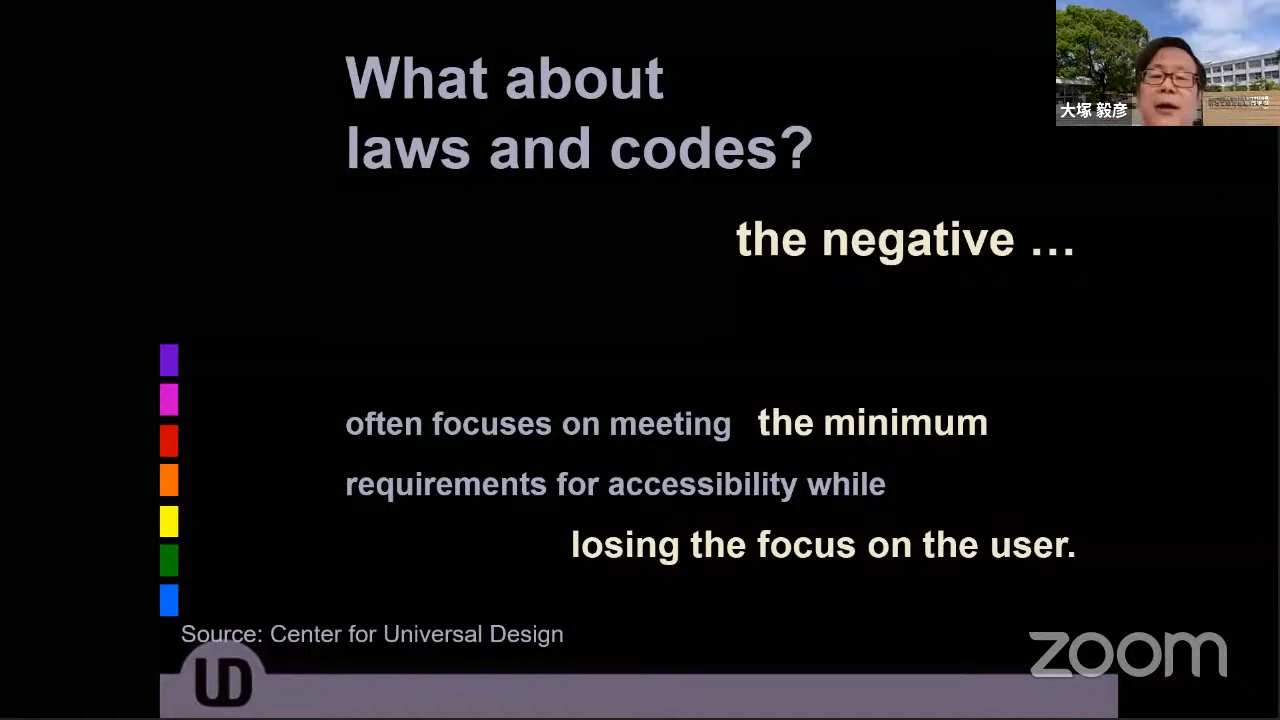 What about
laws and codes?
大塚 毅彦
the negative …
often focuses on meeting the minimum
requirements for accessibility while
losing the focus on the user.
Source: Center for Universal Design
UD
zoom